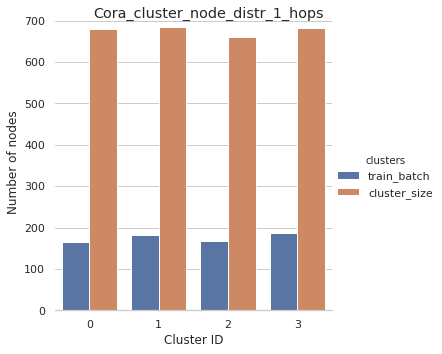 Cora_cluster_node_distr_1_hops
700
600
500
400
300
200
100
0
Number of nodes
0 1 2 3
Cluster ID
clusters
train_batch
cluster_size